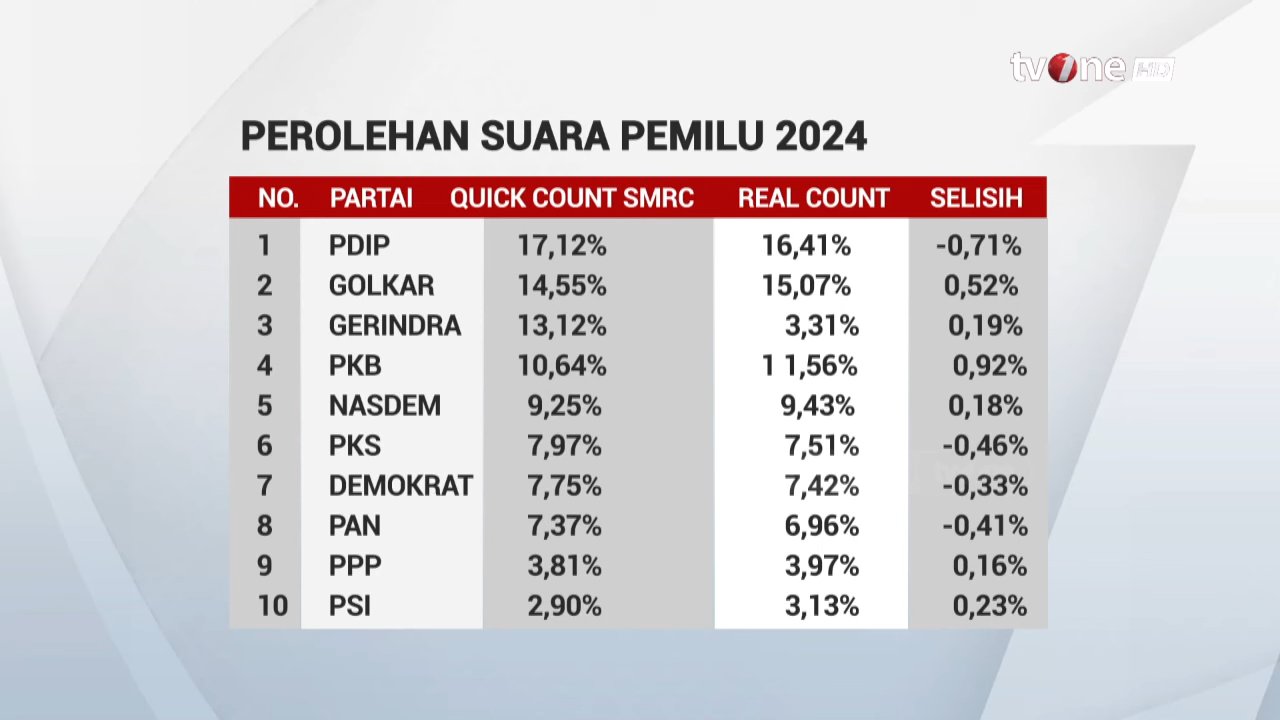 tvOne HD
PEROLEHAN SUARA PEMILU 2024
NO. PARTAI QUICK COUNT SMRC REAL COUNT SELISIH
1 PDIP 17,12% 16,41% -0,71%
2 GOLKAR 14,55% 15,07% 0,52%
3 GERINDRA 13,12% 3,31% 0,19%
4 PKB 10,64% 1 1,56% 0,92%
5 NASDEM 9,25% 9,43% 0,18%
6 PKS 7,97% 7,51% -0,46%
7 DEMOKRAT 7,75% 7,42% -0,33%
8 PAN 7,37% 6,96% -0,41%
9 PPP 3,81% 3,97% 0,16%
10 PSI 2,90% 3,13% 0,23%